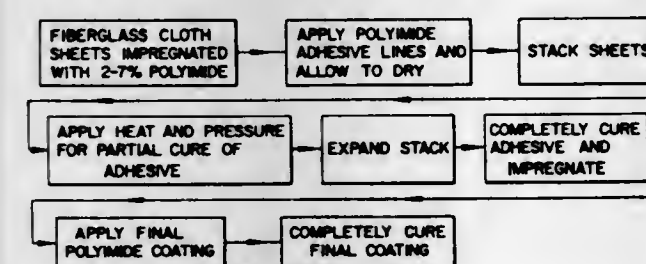 FIBERGLASS CLOTH
SHEETS IMPREGNATED
WITH 2-7% POLYIMIDE
APPLY POLYIMIDE
ADHESIVE LINES AND
ALLOW TO DRY
STACK SHEETS
APPLY HEAT AND PRESSURE
FOR PARTIAL CURE OF
ADHESIVE
EXPAND STACK
COMPLETELY CURE
ADHESIVE AND
IMPREGNATE
APPLY FINAL
POLYIMIDE COATING
COMPLETELY CURE
FINAL COATING